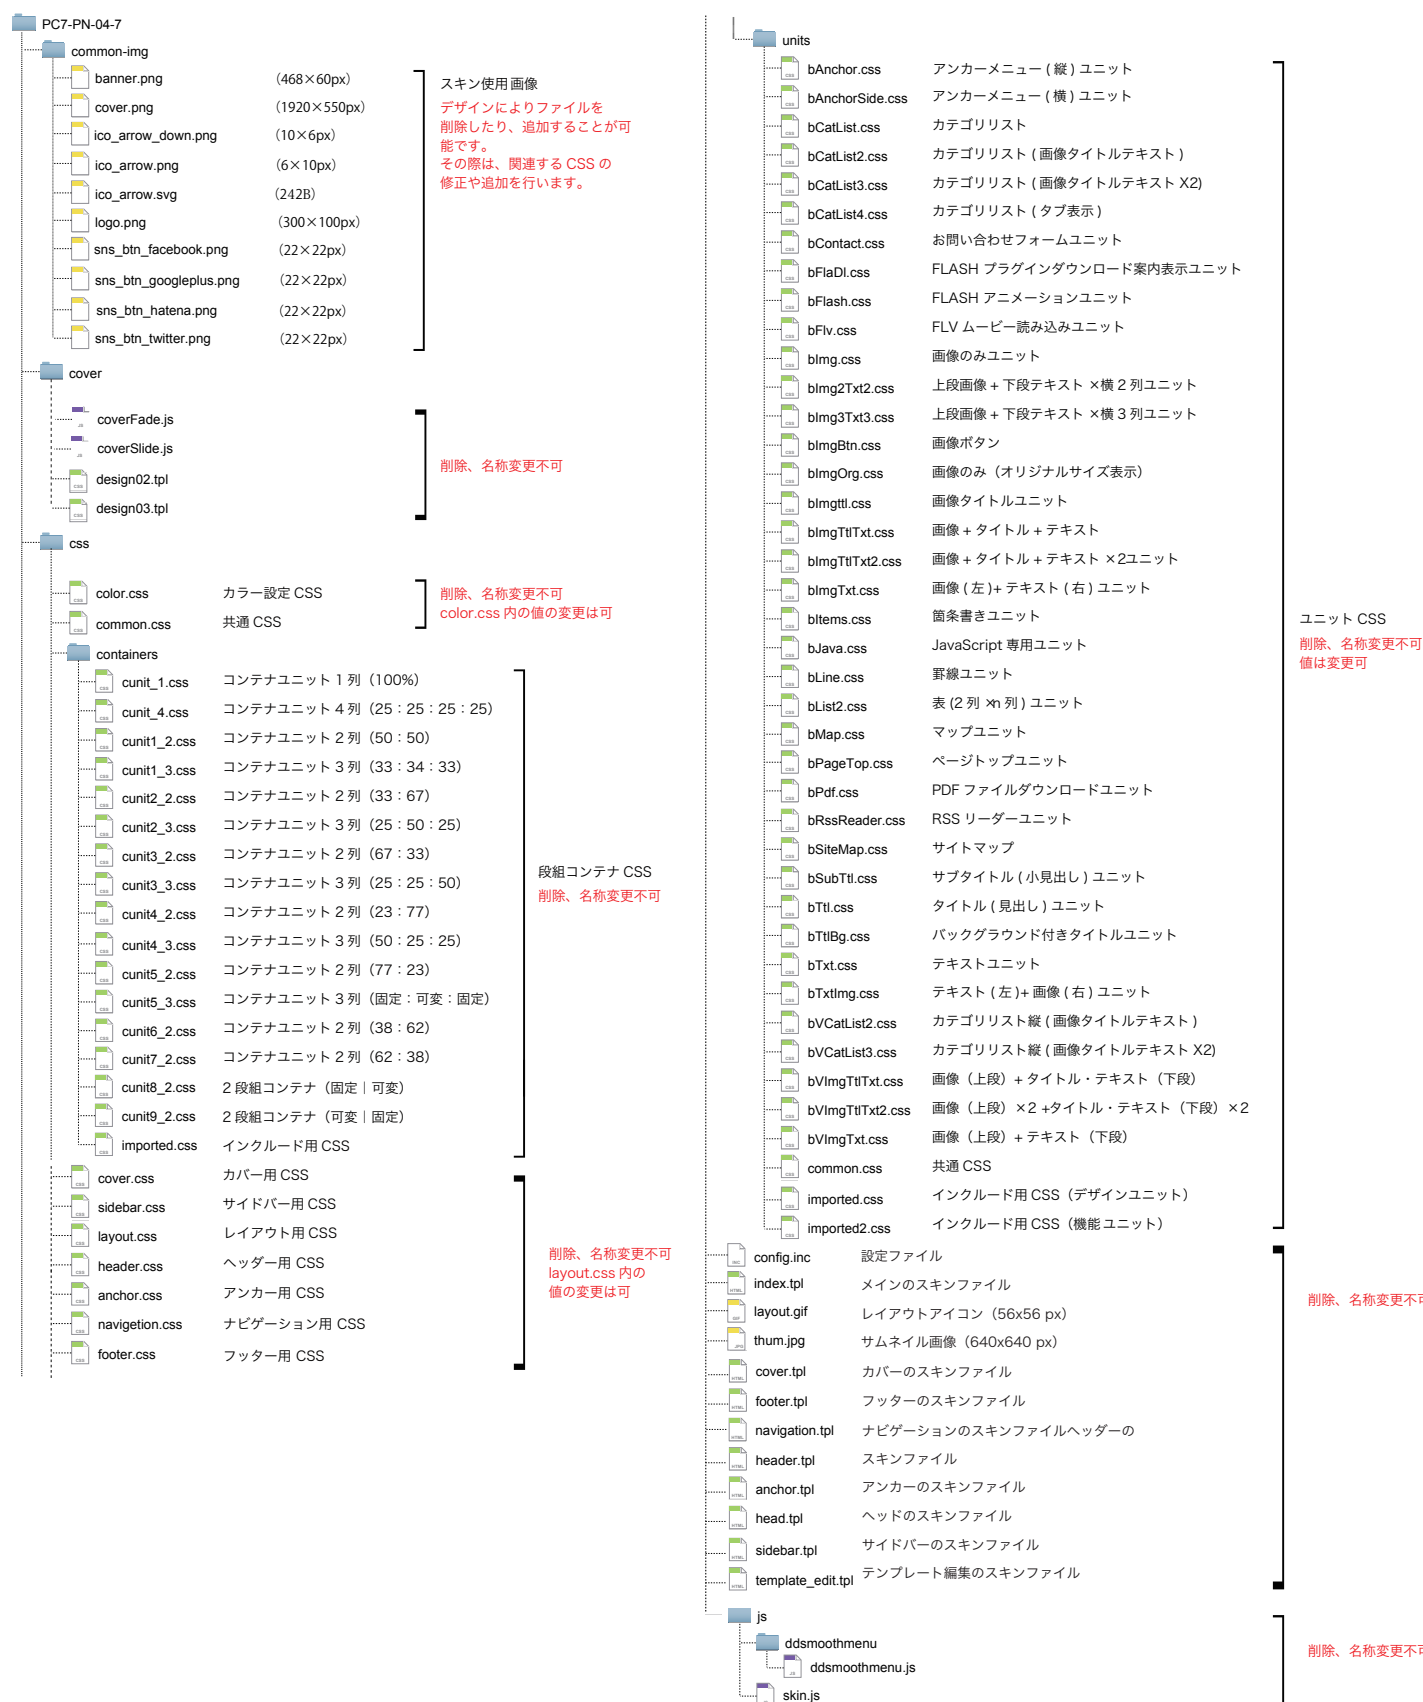 PC7-PN-04-7
common-img
banner.png （468×60px）
cover.png （1920×550px）
ico_arrow_down.png （10×6px）
ico_arrow.png （6×10px）
ico_arrow.svg （242B）
logo.png （300×100px）
sns_btn_facebook.png （22×22px）
sns_btn_googleplus.png （22×22px）
sns_btn_hatena.png （22×22px）
sns_btn_twitter.png （22×22px）
スキン使用画像
デザインによりファイルを
削除したり、追加することが可
能です。
その際は、関連する CSS の
修正や追加を行います。
cover
coverFade.js
coverSlide.js
design02.tpl
design03.tpl
削除、名称変更不可
css
color.css カラー設定 CSS
common.css 共通 CSS
削除、名称変更不可
color.css 内の値の変更は可
containers
cunit_1.css コンテナユニット 1 列（100%）
cunit_4.css コンテナユニット 4 列（25：25：25：25）
cunit1_2.css コンテナユニット 2 列（50：50）
cunit1_3.css コンテナユニット 3 列（33：34：33）
cunit2_2.css コンテナユニット 2 列（33：67）
cunit2_3.css コンテナユニット 3 列（25：50：25）
cunit3_2.css コンテナユニット 2 列（67：33）
cunit3_3.css コンテナユニット 3 列（25：25：50）
cunit4_2.css コンテナユニット 2 列（23：77）
cunit4_3.css コンテナユニット 3 列（50：25：25）
cunit5_2.css コンテナユニット 2 列（77：23）
cunit5_3.css コンテナユニット 3 列（固定：可変：固定）
cunit6_2.css コンテナユニット 2 列（38：62）
cunit7_2.css コンテナユニット 2 列（62：38）
cunit8_2.css 2 段組コンテナ（固定｜可変）
cunit9_2.css 2 段組コンテナ（可変｜固定）
imported.css インクルード用 CSS
段組コンテナ CSS
削除、名称変更不可
cover.css カバー用 CSS
sidebar.css サイドバー用 CSS
layout.css レイアウト用 CSS
header.css ヘッダー用 CSS
anchor.css アンカー用 CSS
navigetion.css ナビゲーション用 CSS
footer.css フッター用 CSS
削除、名称変更不可
layout.css 内の
値の変更は可
units
bAnchor.css アンカーメニュー ( 縦 ) ユニット
bAnchorSide.css アンカーメニュー ( 横 ) ユニット
bCatList.css カテゴリリスト
bCatList2.css カテゴリリスト ( 画像タイトルテキスト )
bCatList3.css カテゴリリスト ( 画像タイトルテキスト X2)
bCatList4.css カテゴリリスト ( タブ表示 )
bContact.css お問い合わせフォームユニット
bFlaDl.css FLASH プラグインダウンロード案内表示ユニット
bFlash.css FLASH アニメーションユニット
bFlv.css FLV ムービー読み込みユニット
bImg.css 画像のみユニット
bImg2Txt2.css 上段画像 + 下段テキスト ×横 2 列ユニット
bImg3Txt3.css 上段画像 + 下段テキスト ×横 3 列ユニット
bImgBtn.css 画像ボタン
bImgOrg.css 画像のみ（オリジナルサイズ表示）
bImgttl.css 画像タイトルユニット
bImgTtlTxt.css 画像 + タイトル + テキスト
bImgTtlTxt2.css 画像 + タイトル + テキスト ×2ユニット
bImgTxt.css 画像 ( 左 )+ テキスト ( 右 ) ユニット
bItems.css 箇条書きユニット
bJava.css JavaScript 専用ユニット
bLine.css 罫線ユニット
bList2.css 表 (2 列 ×n 列 ) ユニット
bMap.css マップユニット
bPageTop.css ページトップユニット
bPdf.css PDF ファイルダウンロードユニット
bRssReader.css RSS リーダーユニット
bSiteMap.css サイトマップ
bSubTtl.css サブタイトル ( 小見出し ) ユニット
bTtl.css タイトル ( 見出し ) ユニット
bTtlBg.css バックグラウンド付きタイトルユニット
bTxt.css テキストユニット
bTxtImg.css テキスト ( 左 )+ 画像 ( 右 ) ユニット
bVCatList2.css カテゴリリスト縦 ( 画像タイトルテキスト )
bVCatList3.css カテゴリリスト縦 ( 画像タイトルテキスト X2)
bVImgTtlTxt.css 画像（上段）+ タイトル・テキスト（下段）
bVImgTtlTxt2.css 画像（上段）×2 +タイトル・テキスト（下段）×2
bVImgTxt.css 画像（上段）+ テキスト（下段）
common.css 共通 CSS
imported.css インクルード用 CSS（デザインユニット）
imported2.css インクルード用 CSS（機能ユニット）
ユニット CSS
削除、名称変更不可
値は変更可
config.inc 設定ファイル
index.tpl メインのスキンファイル
layout.gif レイアウトアイコン（56x56 px）
thum.jpg サムネイル画像（640x640 px）
cover.tpl カバーのスキンファイル
footer.tpl フッターのスキンファイル
navigation.tpl ナビゲーションのスキンファイルヘッダーの
header.tpl スキンファイル
anchor.tpl アンカーのスキンファイル
head.tpl ヘッドのスキンファイル
sidebar.tpl サイドバーのスキンファイル
template_edit.tpl テンプレート編集のスキンファイル
削除、名称変更不可
js
ddsmoothmenu
ddsmoothmenu.js
skin.js
削除、名称変更不可